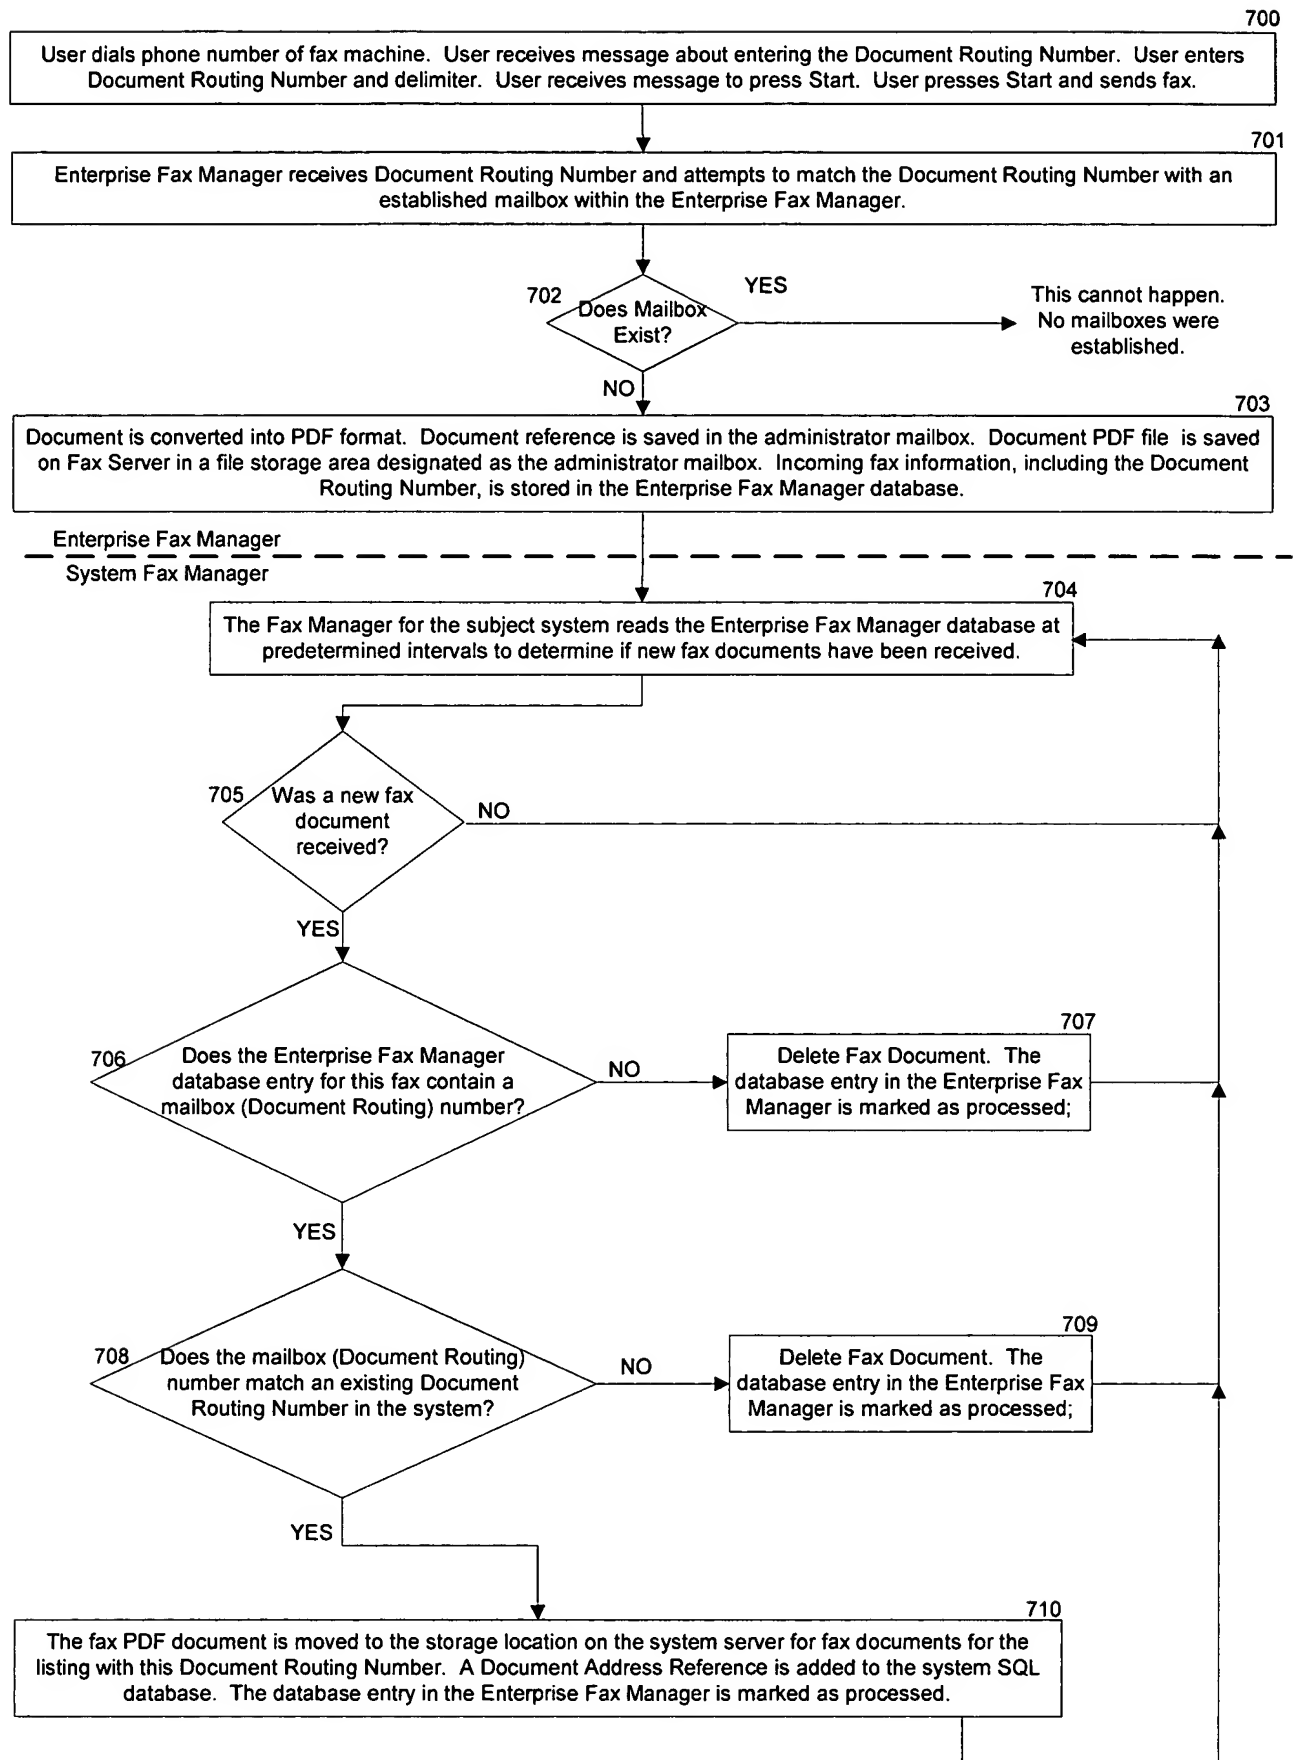 700
User dials phone number of fax machine. User receives message about entering the Document Routing Number. User enters
Document Routing Number and delimiter. User receives message to press Start. User presses Start and sends fax.
701
Enterprise Fax Manager receives Document Routing Number and attempts to match the Document Routing Number with an
established mailbox within the Enterprise Fax Manager.
702
Does Mailbox
Exist?
YES
This cannot happen.
No mailboxes were
established.
NO
703
Document is converted into PDF format. Document reference is saved in the administrator mailbox. Document PDF file is saved
on Fax Server in a file storage area designated as the administrator mailbox. Incoming fax information, including the Document
Routing Number, is stored in the Enterprise Fax Manager database.
Enterprise Fax Manager
System Fax Manager
704
The Fax Manager for the subject system reads the Enterprise Fax Manager database at
predetermined intervals to determine if new fax documents have been received.
705
Was a new fax
document
received?
NO
YES
706
Does the Enterprise Fax Manager
database entry for this fax contain a
mailbox (Document Routing) number?
NO
707
Delete Fax Document. The
database entry in the Enterprise Fax
Manager is marked as processed;
YES
708
Does the mailbox (Document Routing)
number match an existing Document
Routing Number in the system?
NO
709
Delete Fax Document. The
database entry in the Enterprise Fax
Manager is marked as processed;
YES
710
The fax PDF document is moved to the storage location on the system server for fax documents for the
listing with this Document Routing Number. A Document Address Reference is added to the system SQL
database. The database entry in the Enterprise Fax Manager is marked as processed.